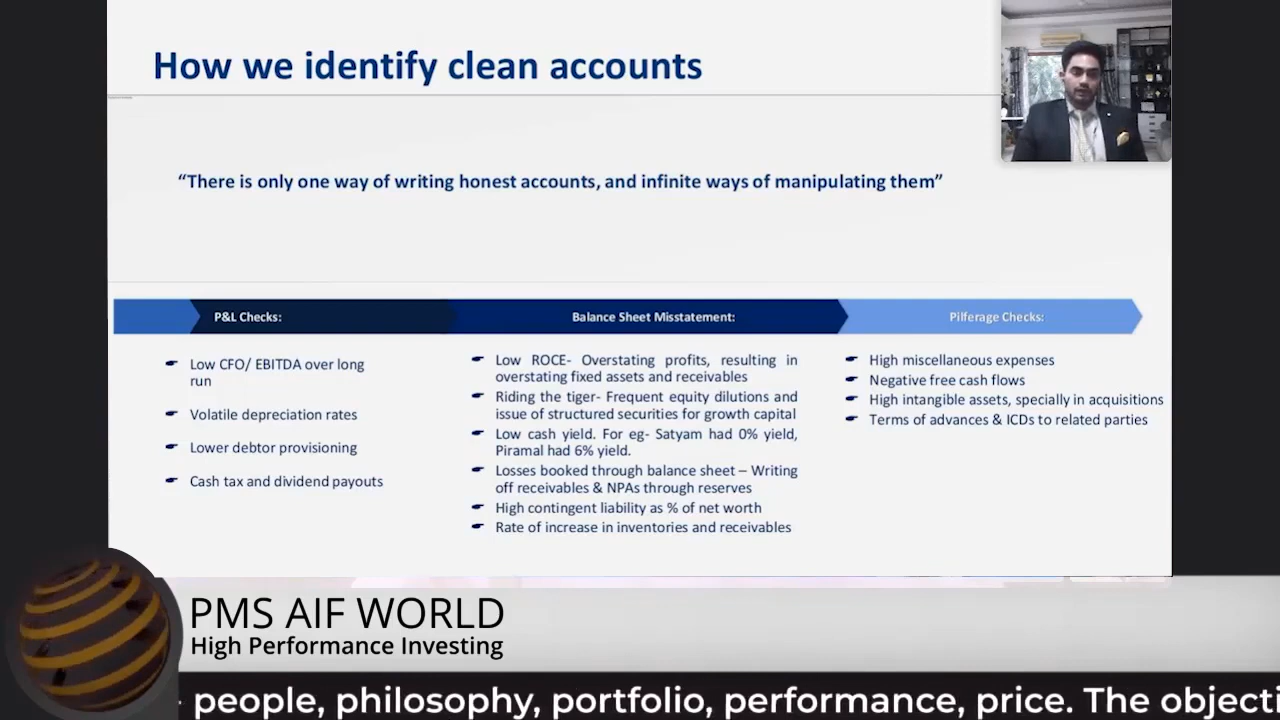 How we identify clean accounts
“There is only one way of writing honest accounts, and infinite ways of manipulating them”
P&L Checks:
Low CFO/ EBITDA over long
run
Volatile depreciation rates
Lower debtor provisioning
Cash tax and dividend payouts
Balance Sheet Misstatement:
Low ROCE- Overstating profits, resulting in
overstating fixed assets and receivables
Riding the tiger- Frequent equity dilutions and
issue of structured securities for growth capital
Low cash yield. For eg- Satyam had 0% yield,
Piramal had 6% yield.
Losses booked through balance sheet – Writing
off receivables & NPAs through reserves
High contingent liability as % of net worth
Rate of increase in inventories and receivables
Pilferage Checks:
High miscellaneous expenses
Negative free cash flows
High intangible assets, specially in acquisitions
Terms of advances & ICDs to related parties
PMS AIF WORLD
High Performance Investing
people, philosophy, portfolio, performance, price. The objecti